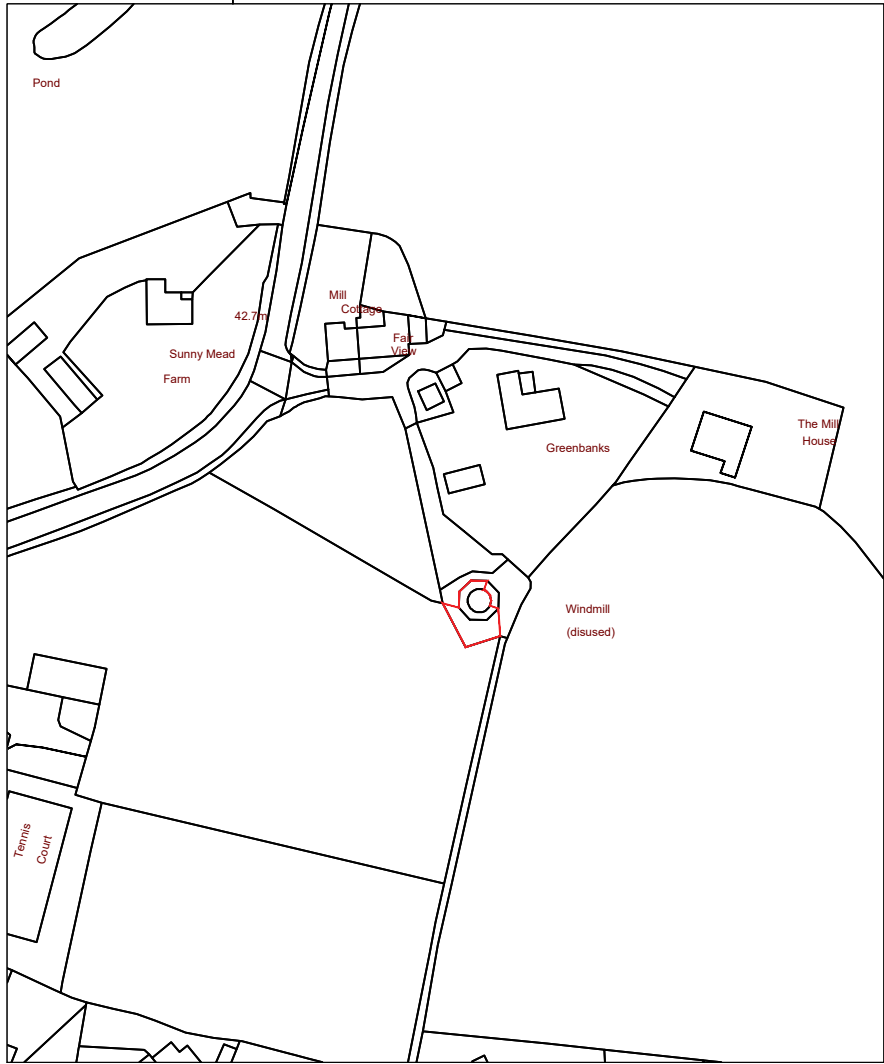 Pond
Mill
Cottage
42.7m
Fair
View
Sunny Mead
Farm
The Mill
House
Greenbanks
Windmill
(disused)
Tennis
Court